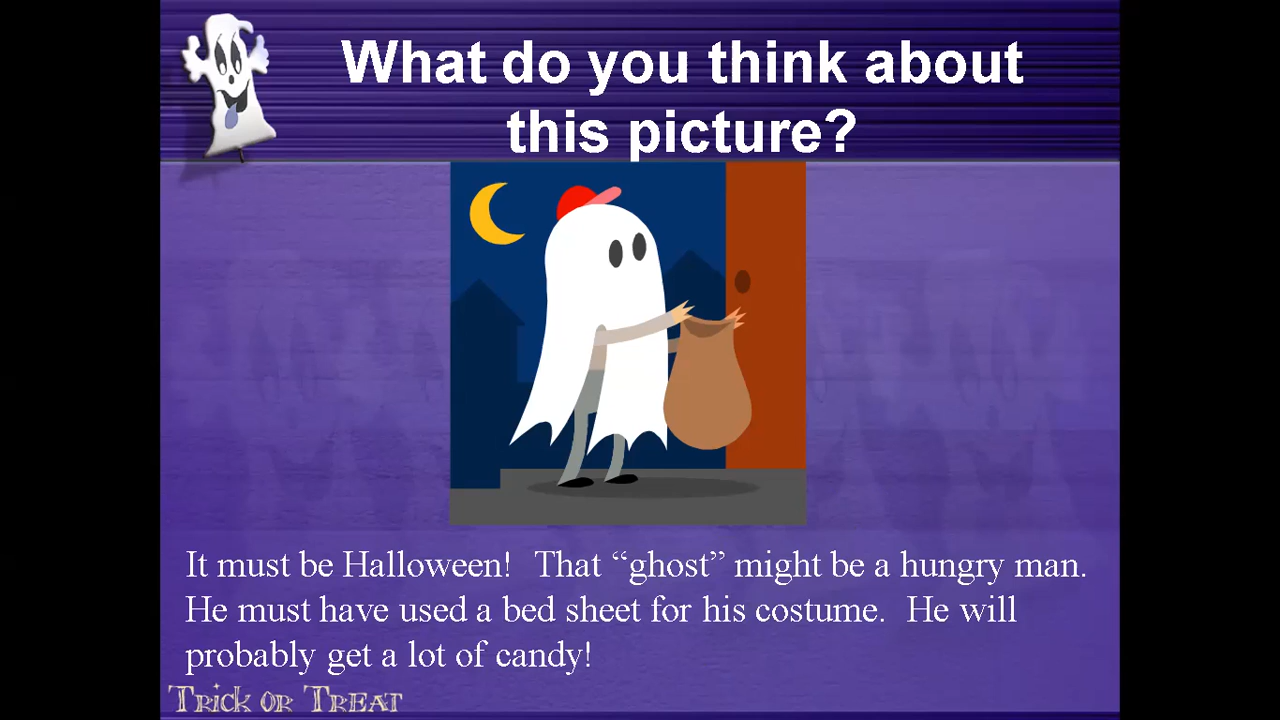 What do you think about
this picture?
It must be Halloween!  That “ghost” might be a hungry man.
He must have used a bed sheet for his costume.  He will
probably get a lot of candy!
Trick or Treat